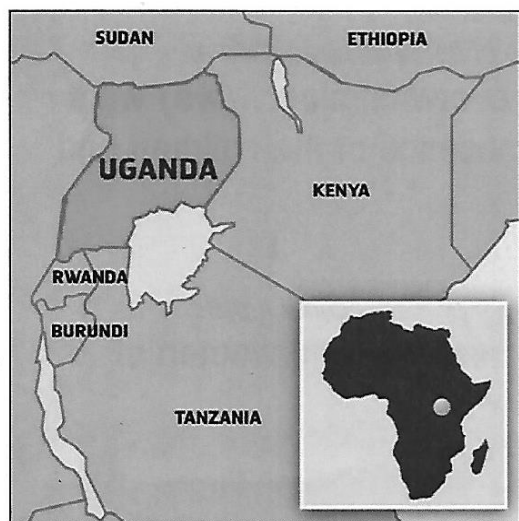 SUDAN
ETHIOPIA
UGANDA
KENYA
RWANDA
BURUNDI
TANZANIA